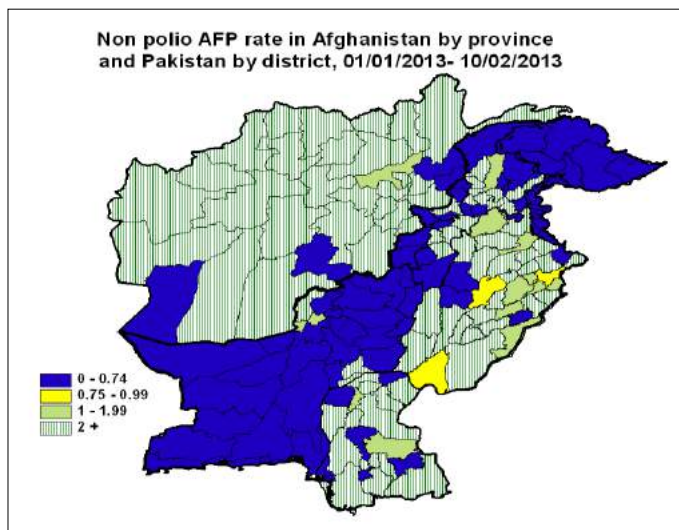 Non polio AFP rate in Afghanistan by province
and Pakistan by district, 01/01/2013- 10/02/2013
0 - 0.74
0.75 - 0.99
1 - 1.99
2 +